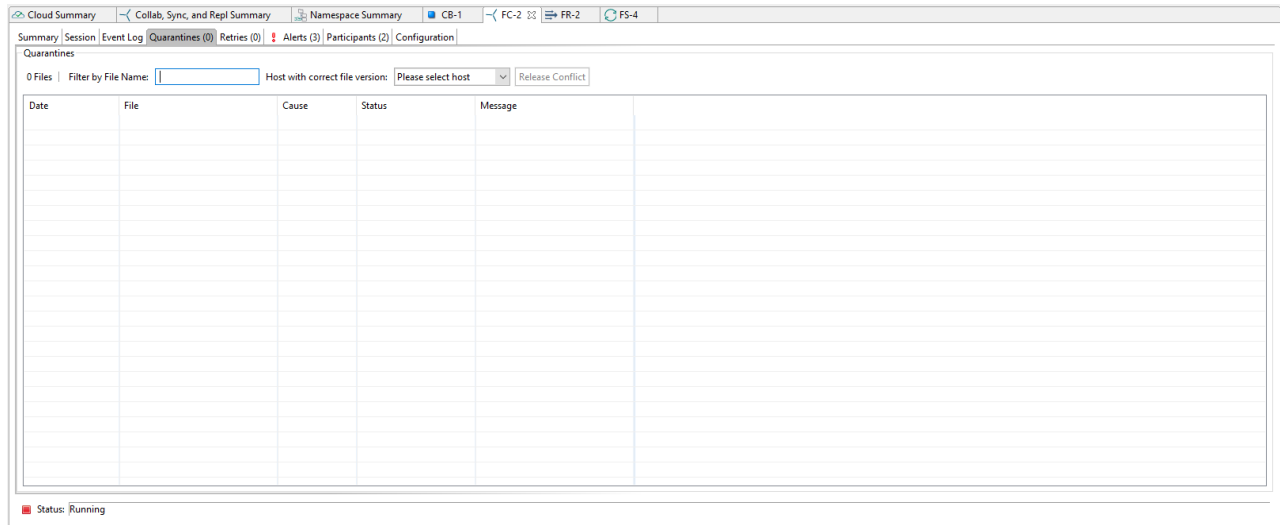 Cloud Summary Collab, Sync, and Repl Summary Namespace Summary CB-1 FC-2 FR-2 FS-4
Summary Session Event Log Quarantines (0) Retries (0) Alerts (3) Participants (2) Configuration
Quarantines
0 Files Filter by File Name: Host with correct file version: Please select host Release Conflict
Date File Cause Status Message
Status: Running